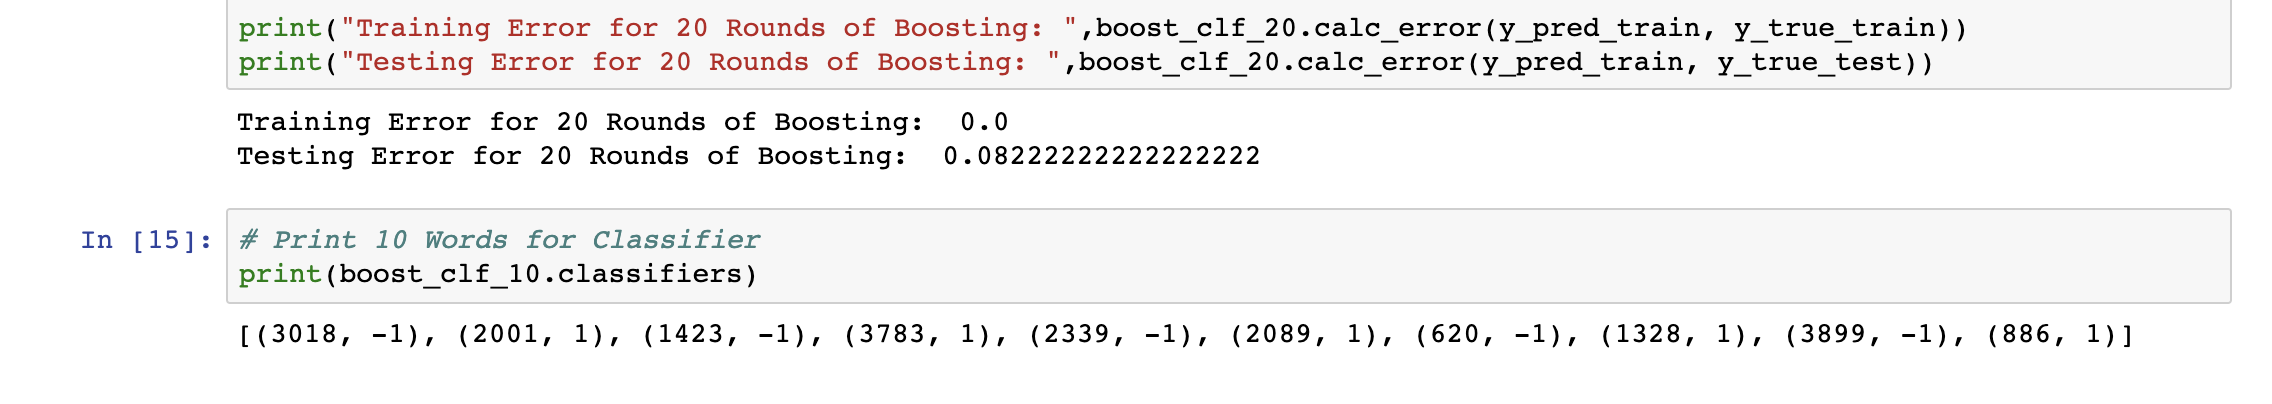 print("Training Error for 20 Rounds of Boosting: ",boost_clf_20.calc_error(y_pred_train, y_true_train))
print("Testing Error for 20 Rounds of Boosting: ",boost_clf_20.calc_error(y_pred_train, y_true_test))
Training Error for 20 Rounds of Boosting:  0.0
Testing Error for 20 Rounds of Boosting:  0.08222222222222222
In [15]: # Print 10 Words for Classifier
print(boost_clf_10.classifiers)
[(3018, -1), (2001, 1), (1423, -1), (3783, 1), (2339, -1), (2089, 1), (620, -1), (1328, 1), (3899, -1), (886, 1)]